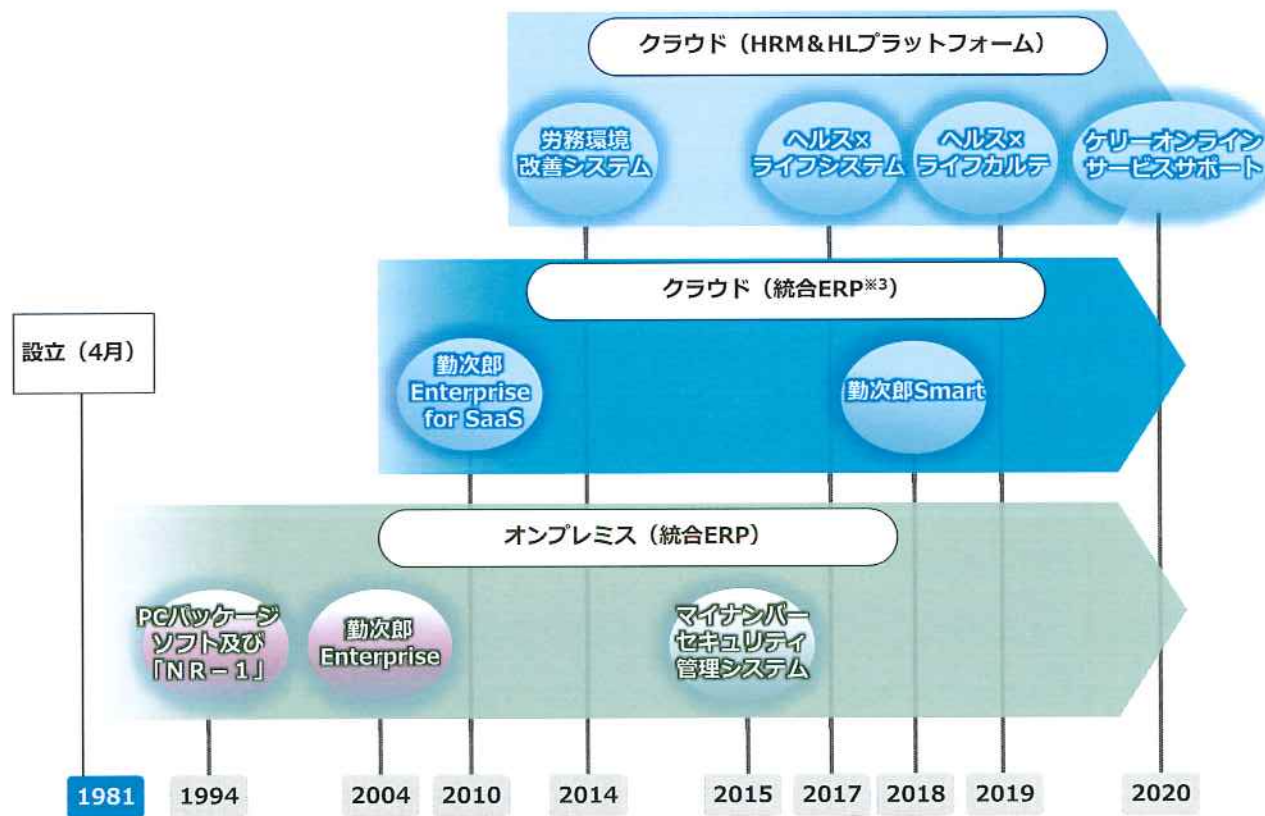 クラウド（HRM＆HLプラットフォーム）
労務環境
改善システム
ヘルス×
ライフシステム
ヘルス×
ライフカルテ
ケリーオンライン
サービスサポート
クラウド（統合ERP※3）
設立（4月）
勤次郎
Enterprise
for SaaS
勤次郎Smart
オンプレミス（統合ERP）
PCパッケージ
ソフト及び
「NR－1」
勤次郎
Enterprise
マイナンバー
セキュリティ
管理システム
1981
1994
2004
2010
2014
2015
2017
2018
2019
2020